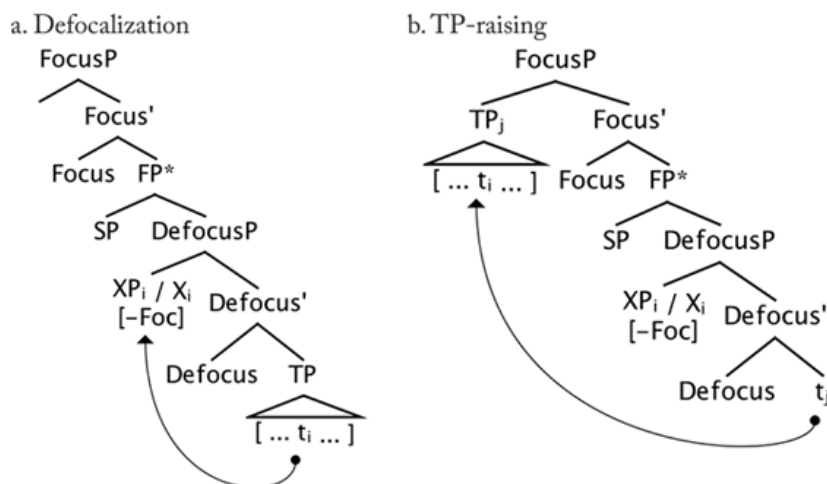 a. Defocalization
FocusP
Focus'
Focus FP*
SP DefocusP
XPi / Xi Defocus'
[–Foc]
Defocus TP
[ ... ti ... ]
b. TP-raising
FocusP
TPj Focus'
[ ... ti ... ] Focus FP*
SP DefocusP
XPi / Xi Defocus'
[–Foc]
Defocus tj